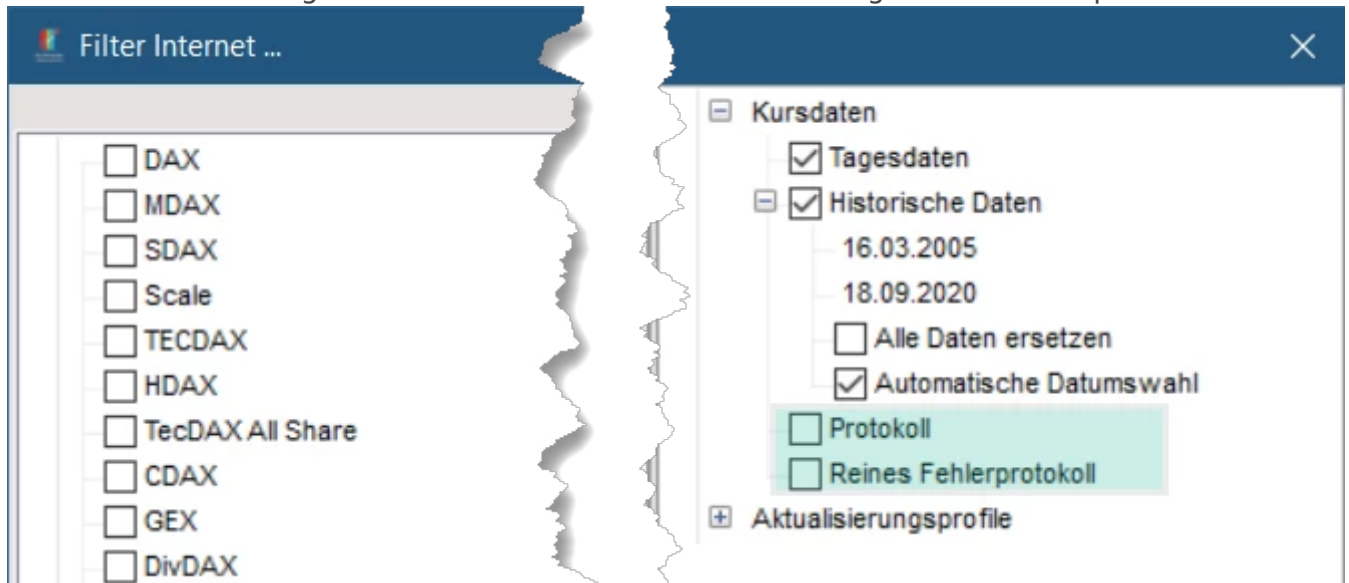 Filter Internet ...
DAX
MDAX
SDAX
Scale
TECDAX
HDAX
TecDAX All Share
CDAX
GEX
DivDAX
Kursdaten
Tagesdaten
Historische Daten
16.03.2005
18.09.2020
Alle Daten ersetzen
Automatische Datumswahl
Protokoll
Reines Fehlerprotokoll
Aktualisierungsprofile